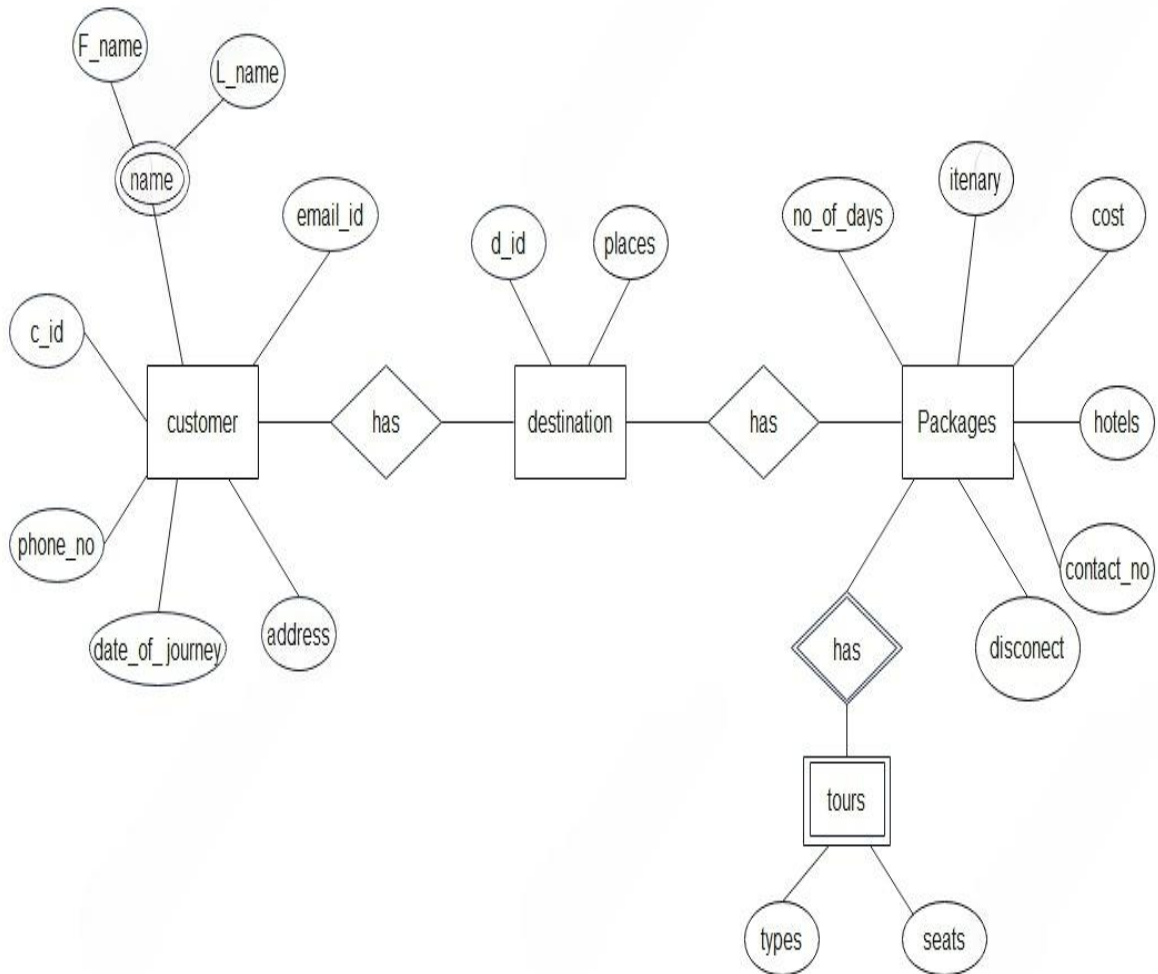 F_name
L_name
name
email_id
itenary
no_of_days
cost
d_id
places
c_id
customer
has
destination
has
Packages
hotels
phone_no
contact_no
date_of_journey
address
has
disconect
tours
types
seats